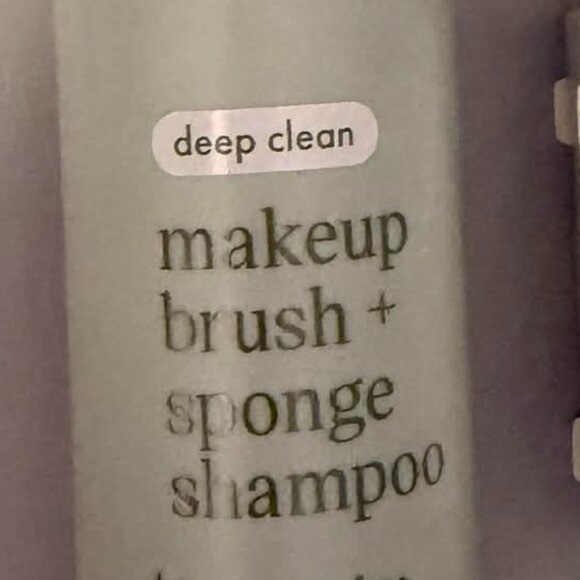 deep clean
makeup
brush +
sponge
shampoo